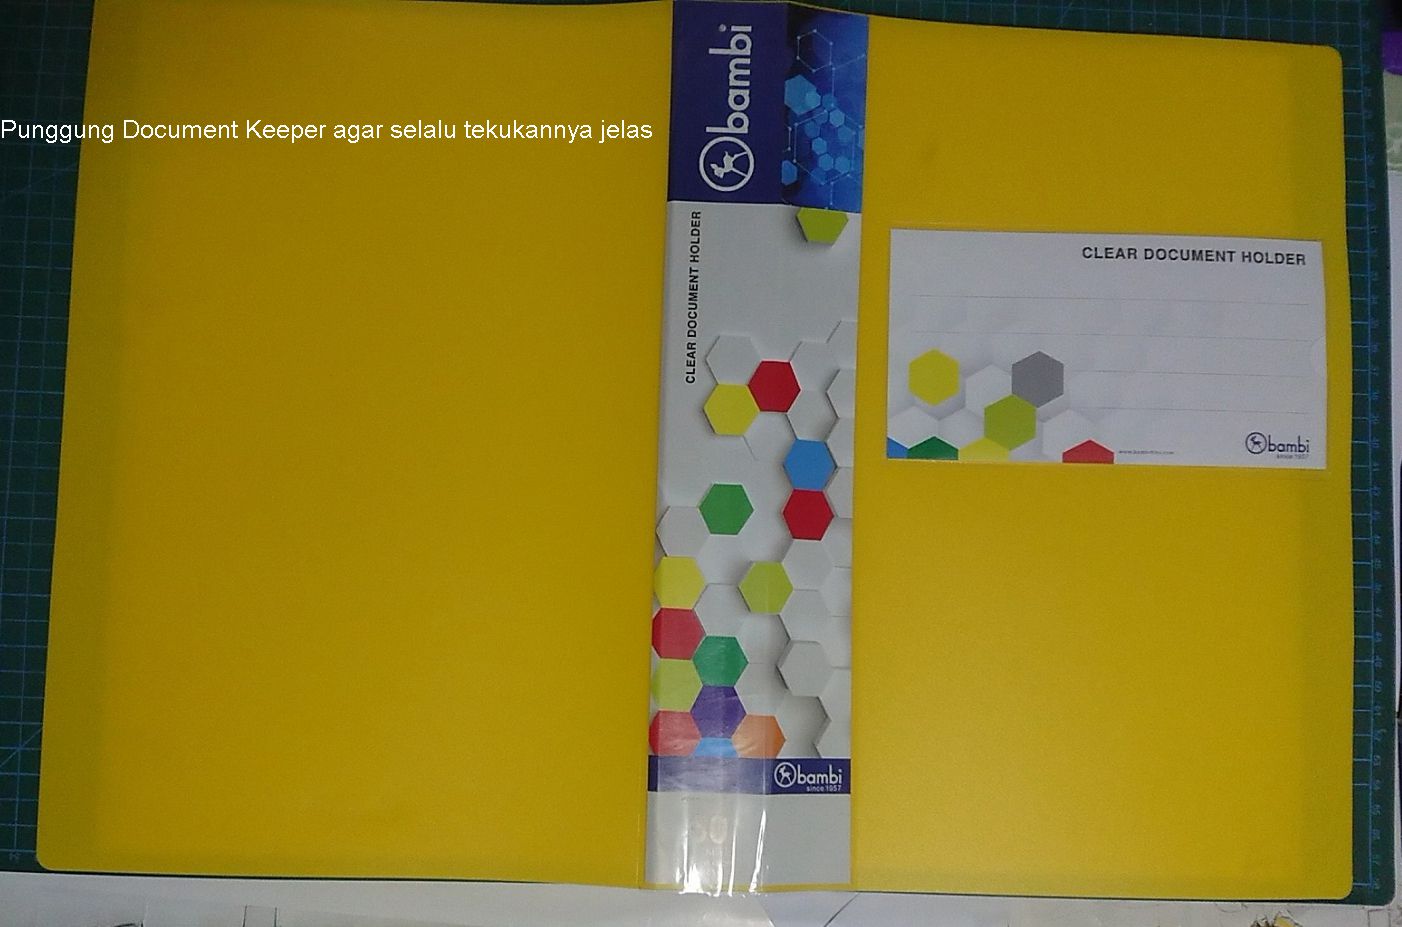 Punggung Document Keeper agar selalu tekukannya jelas
bambi
CLEAR DOCUMENT HOLDER
bambi
since 1957
CLEAR DOCUMENT HOLDER
bambi
since 1957